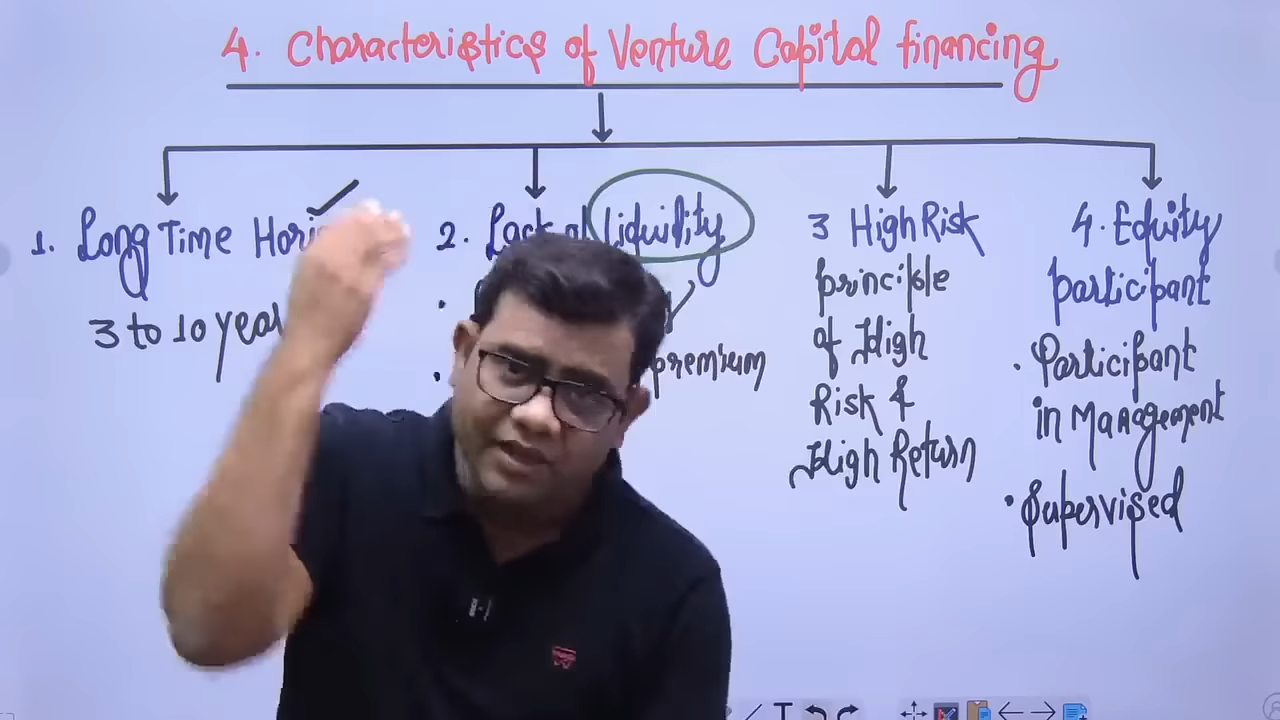 4. Characteristics of Venture Capital financing
1. Long Time
3 to 10 year
2. Lack of Liquidity
premium
3 High Risk
principle
of High
Risk &
High Return
4. Equity
participant
• Participant
in Management
• Supervised